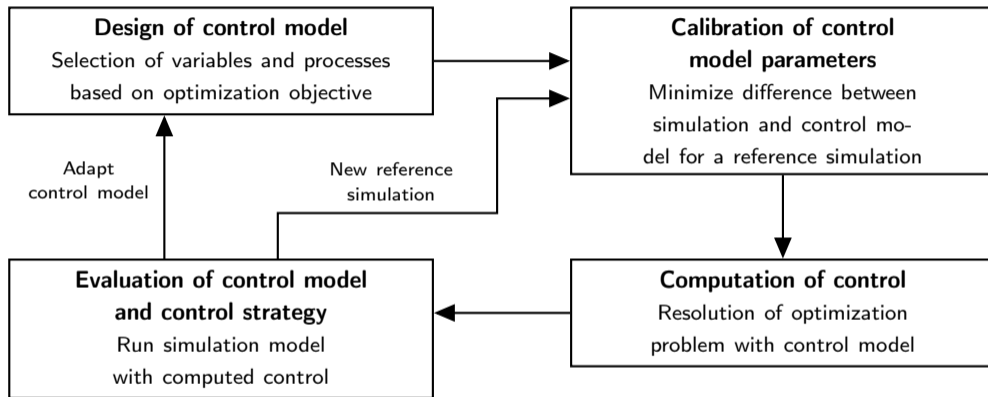 Design of control model
Selection of variables and processes
based on optimization objective
Calibration of control
model parameters
Minimize difference between
simulation and control mo-
del for a reference simulation
Adapt
control model
New reference
simulation
Evaluation of control model
and control strategy
Run simulation model
with computed control
Computation of control
Resolution of optimization
problem with control model